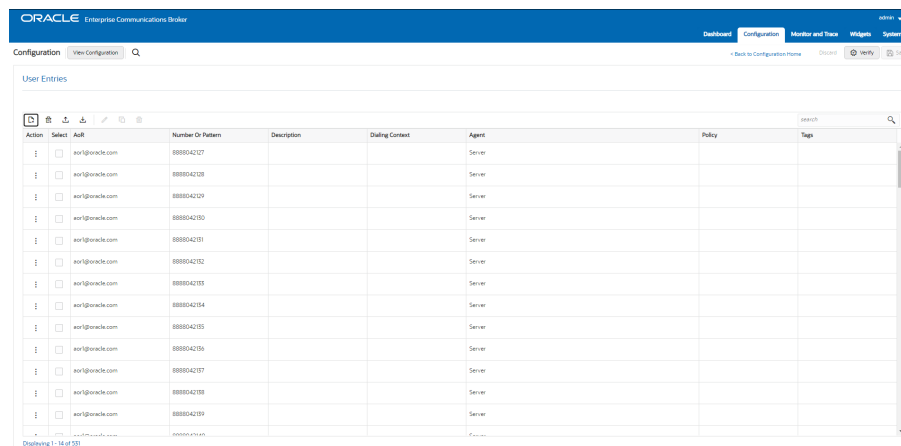 ORACLE Enterprise Communications Broker
admin
Dashboard Configuration Monitor and Trace Widgets System
Configuration View Configuration
< Back to Configuration Home Discard Verify
User Entries
search
Action Select AoR Number Or Pattern Description Dialing Context Agent Policy Tags
aor1@oracle.com 8888042127 Server
aor1@oracle.com 8888042128 Server
aor1@oracle.com 8888042129 Server
aor1@oracle.com 8888042130 Server
aor1@oracle.com 8888042131 Server
aor1@oracle.com 8888042132 Server
aor1@oracle.com 8888042133 Server
aor1@oracle.com 8888042134 Server
aor1@oracle.com 8888042135 Server
aor1@oracle.com 8888042136 Server
aor1@oracle.com 8888042137 Server
aor1@oracle.com 8888042138 Server
aor1@oracle.com 8888042139 Server
Displaying 1 - 14 of 531